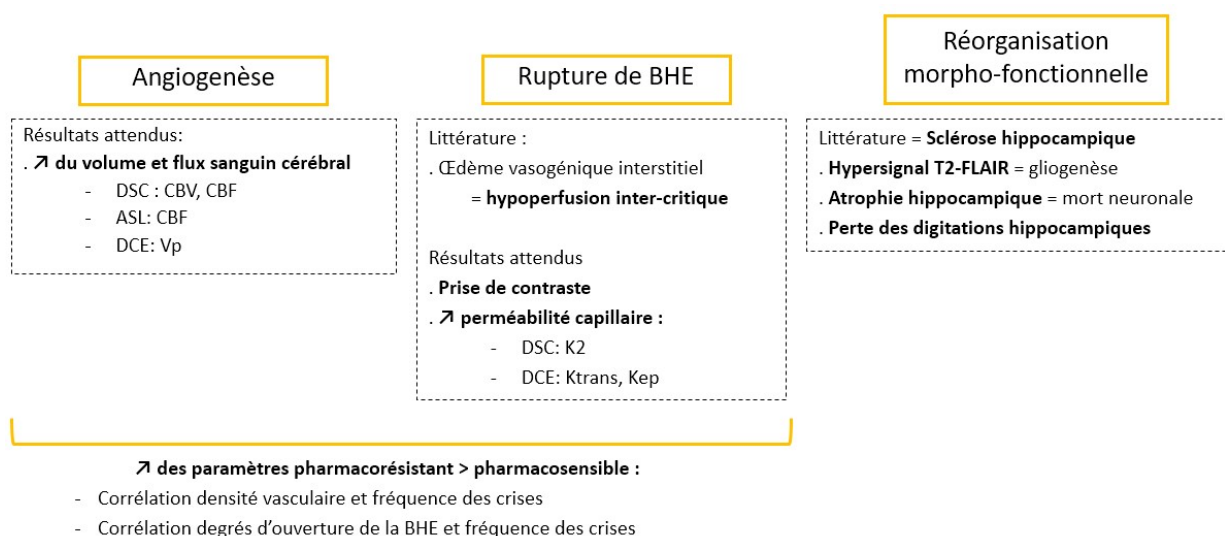 Angiogenèse
Résultats attendus:
. ↗ du volume et flux sanguin cérébral
- DSC : CBV, CBF
- ASL: CBF
- DCE: Vp
Rupture de BHE
Littérature :
. Œdème vasogénique interstitiel
= hypoperfusion inter-critique
Résultats attendus
. Prise de contraste
. ↗ perméabilité capillaire :
- DSC: K2
- DCE: Ktrans, Kep
Réorganisation
morpho-fonctionnelle
Littérature = Sclérose hippocampique
. Hypersignal T2-FLAIR = gliogenèse
. Atrophie hippocampique = mort neuronale
. Perte des digitations hippocampiques
↗ des paramètres pharmacorésistant > pharmacosensible :
- Corrélation densité vasculaire et fréquence des crises
- Corrélation degrés d'ouverture de la BHE et fréquence des crises